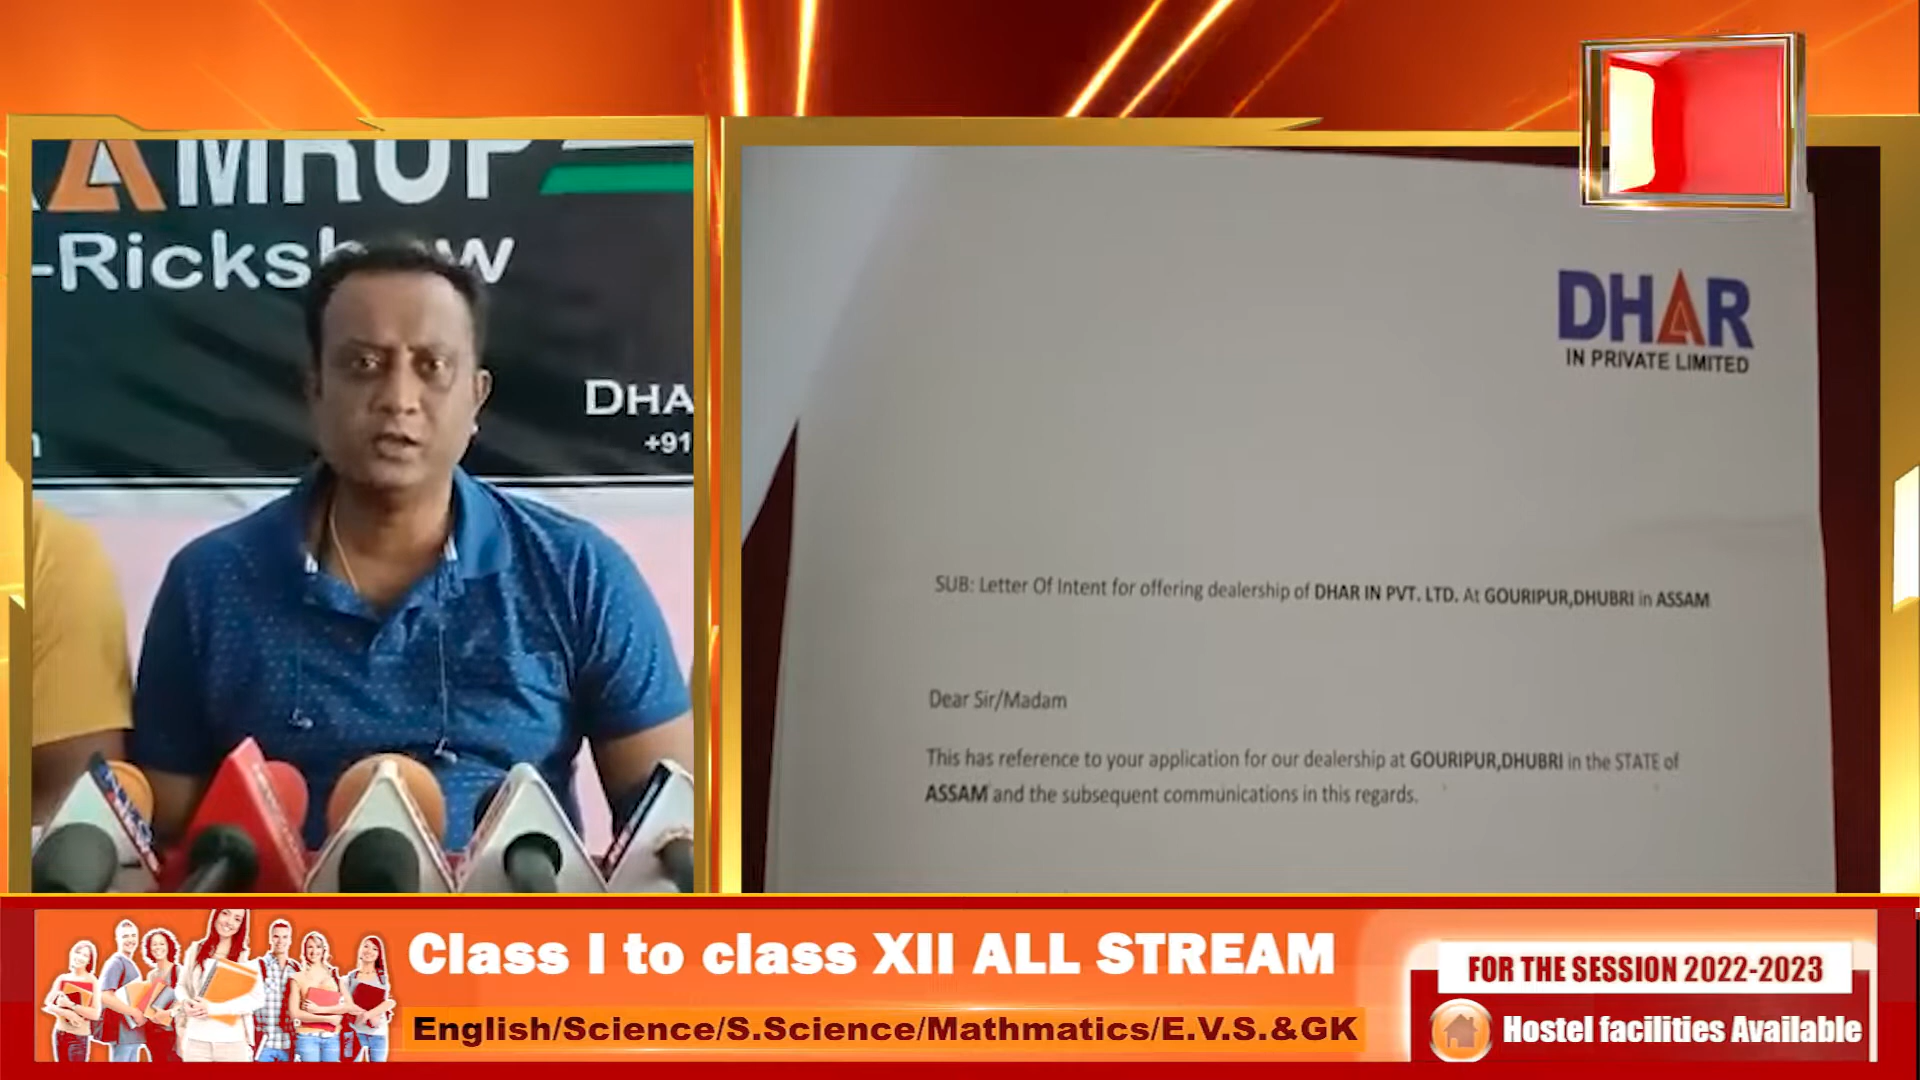 AMRUP
-Rickshaw
DHA
+91
DHAR
IN PRIVATE LIMITED
SUB: Letter Of Intent for offering dealership of DHAR IN PVT. LTD. At GOURIPUR,DHUBRI in ASSAM
Dear Sir/Madam
This has reference to your application for our dealership at GOURIPUR,DHUBRI in the STATE of
ASSAM and the subsequent communications in this regards.
Class I to class XII ALL STREAM
English/Science/S.Science/Mathmatics/E.V.S.&GK
FOR THE SESSION 2022-2023
Hostel facilities Available